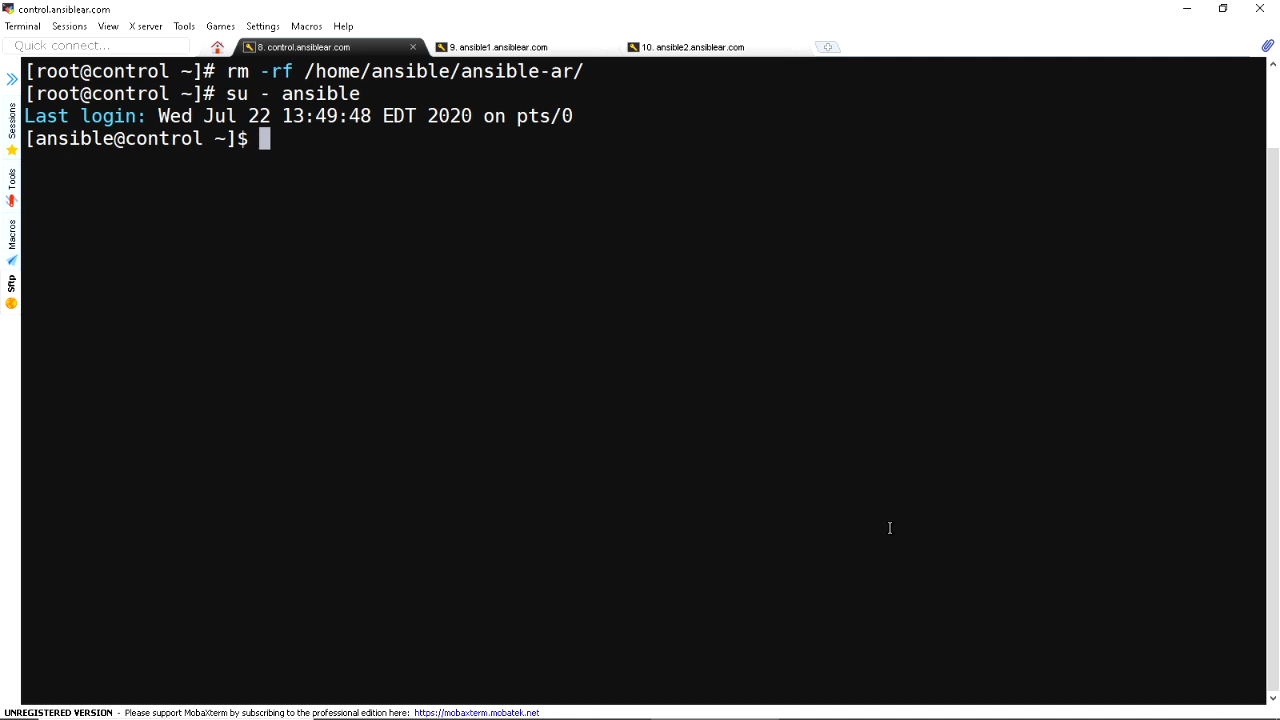 control.ansiblear.com
Terminal Sessions View X server Tools Games Settings Macros Help
Quick connect...
8. control.ansiblear.com
9. ansible1.ansiblear.com
10. ansible2.ansiblear.com
[root@control ~]# rm -rf /home/ansible/ansible-ar/
[root@control ~]# su - ansible
Last login: Wed Jul 22 13:49:48 EDT 2020 on pts/0
[ansible@control ~]$
Sessions
Tools
Macros
Sftp
UNREGISTERED VERSION - Please support MobaXterm by subscribing to the professional edition here: https://mobaxterm.mobatek.net